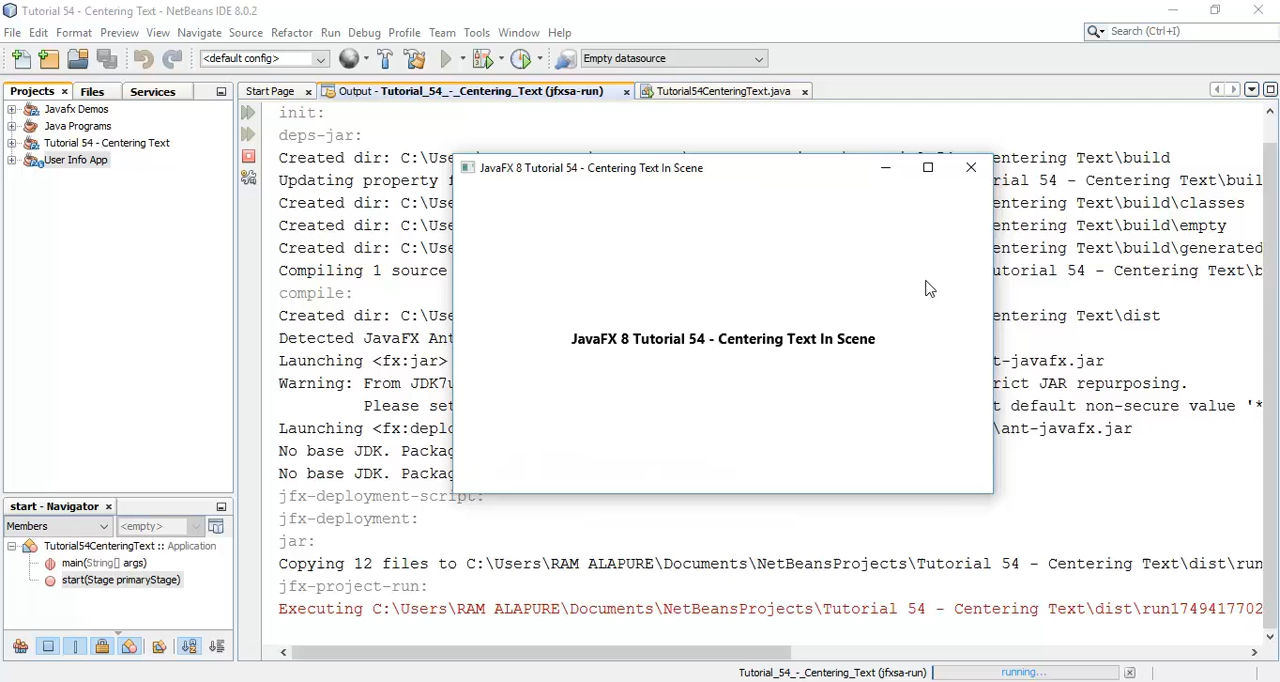 Tutorial 54 - Centering Text - NetBeans IDE 8.0.2
File Edit Format Preview View Navigate Source Refactor Run Debug Profile Team Tools Window Help
Search (Ctrl+I)
<default config>
Empty datasource
Projects Files Services
Start Page Output - Tutorial_54_-_Centering_Text (jfxsa-run) Tutorial54CenteringText.java
Javafx Demos
Java Programs
Tutorial 54 - Centering Text
User Info App
init:
deps-jar:
Created dir: C:\Use entering Text\build
Updating property f rial 54 - Centering Text\buil
Created dir: C:\Use entering Text\build\classes
Created dir: C:\Use entering Text\build\empty
Created dir: C:\Use entering Text\build\generated
Compiling 1 source utorial 54 - Centering Text\b
compile:
Created dir: C:\Use entering Text\dist
Detected JavaFX Ant
Launching <fx:jar> t-javafx.jar
Warning: From JDK7u rict JAR repurposing.
Please set t default non-secure value '*
Launching <fx:deplo \ant-javafx.jar
No base JDK. Packag
No base JDK. Packag
jfx-deployment-script:
jfx-deployment:
jar:
Copying 12 files to C:\Users\RAM ALAPURE\Documents\NetBeansProjects\Tutorial 54 - Centering Text\dist\run
jfx-project-run:
Executing C:\Users\RAM ALAPURE\Documents\NetBeansProjects\Tutorial 54 - Centering Text\dist\run1749417702
JavaFX 8 Tutorial 54 - Centering Text In Scene
JavaFX 8 Tutorial 54 - Centering Text In Scene
start - Navigator
Members <empty>
Tutorial54CenteringText :: Application
main(String[] args)
start(Stage primaryStage)
Tutorial_54_-_Centering_Text (jfxsa-run) running...